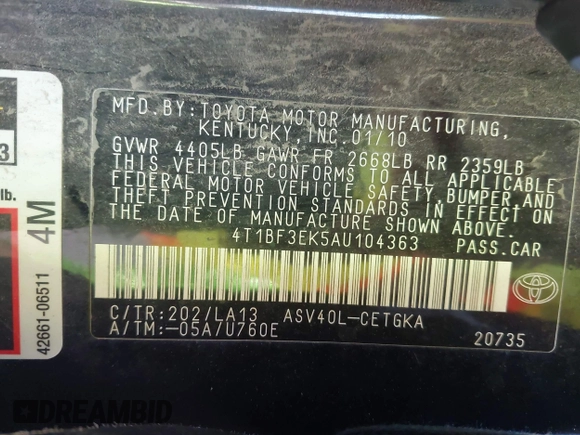 MFD.BY:TOYOTA MOTOR MANUFACTURING,
KENTUCKY,INC.01/10
GVWR 4405LB GAWR FR 2668LB RR 2359LB
THIS VEHICLE CONFORMS TO ALL APPLICABLE
FEDERAL MOTOR VEHICLE SAFETY,BUMPER,AND
THEFT PREVENTION STANDARDS IN EFFECT ON
THE DATE OF MANUFACTURE SHOWN ABOVE.
4T1BF3EK5AU104363 PASS.CAR
C/TR:202/LA13 ASV40L-CETGKA
A/TM:-05A/U760E 20735
3
lb.
4M
42661-06511
DREAMBID